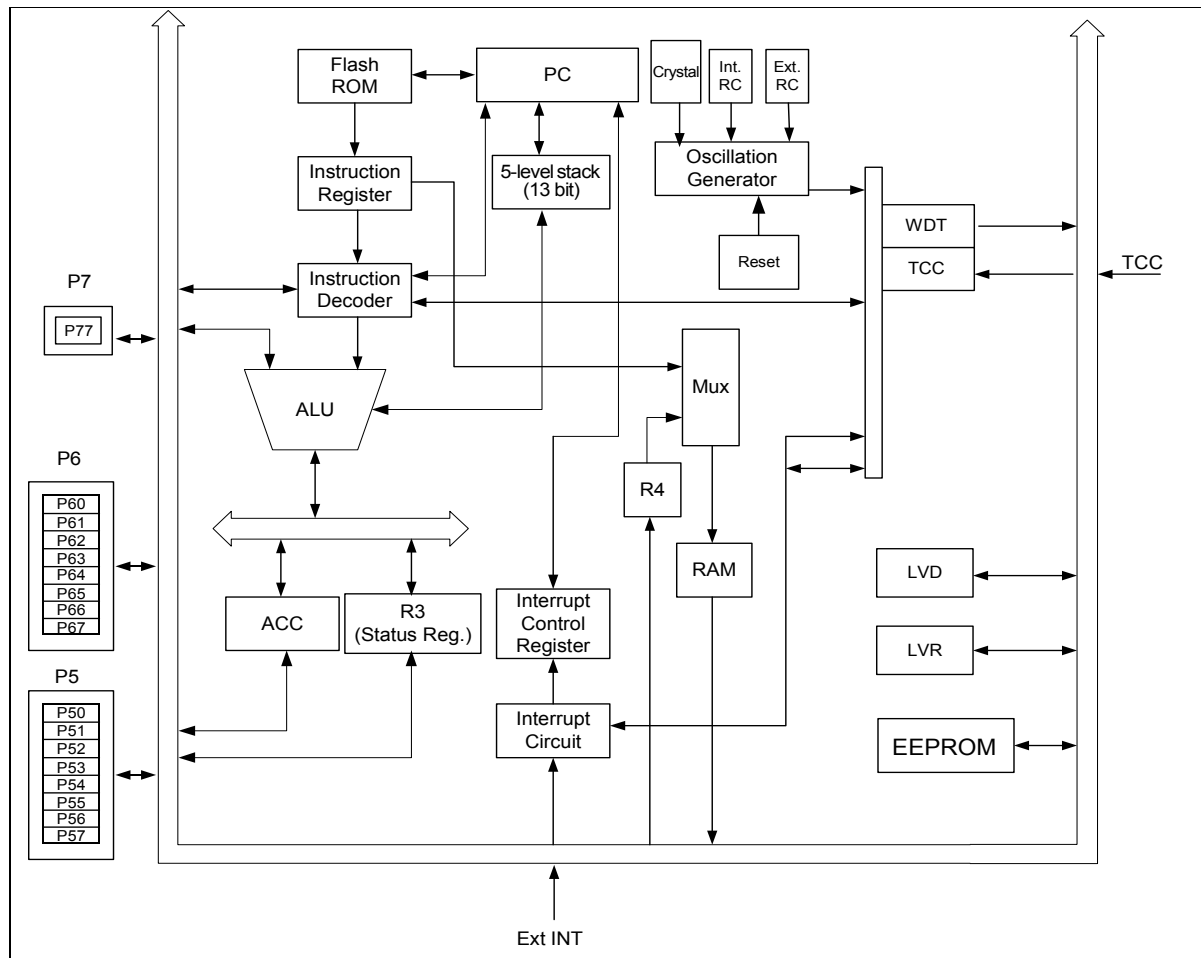 Flash
ROM
PC
Crystal
Int.
RC
Ext.
RC
Instruction
Register
5-level stack
(13 bit)
Oscillation
Generator
WDT
TCC
Reset
TCC
Instruction
Decoder
P7
P77
Mux
ALU
P6
P60
P61
P62
P63
P64
P65
P66
P67
R4
RAM
LVD
ACC
R3
(Status Reg.)
Interrupt
Control
Register
LVR
P5
P50
P51
P52
P53
P54
P55
P56
P57
Interrupt
Circuit
EEPROM
Ext INT